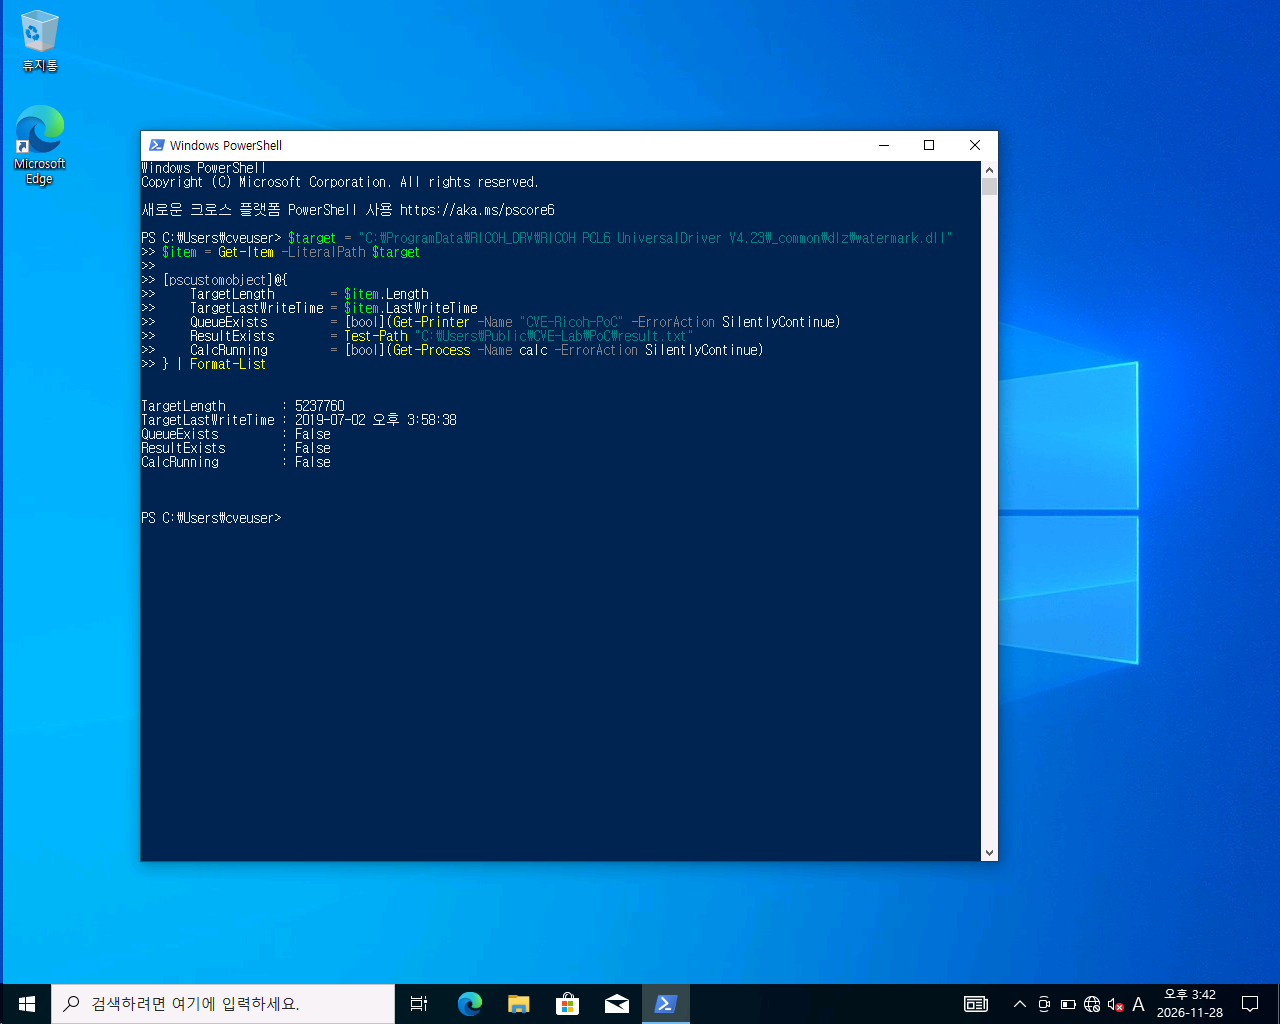 휴지통
Microsoft
Edge
Windows PowerShell
Windows PowerShell
Copyright (C) Microsoft Corporation. All rights reserved.
새로운 크로스 플랫폼 PowerShell 사용 https://aka.ms/pscore6
PS C:₩Users₩cveuser> $target = "C:₩ProgramData₩RICOH_DRV₩RICOH PCL6 UniversalDriver V4.23₩_common₩dlz₩watermark.dll"
>> $item = Get-Item -LiteralPath $target
>>
>> [pscustomobject]@{
>>     TargetLength        = $item.Length
>>     TargetLastWriteTime = $item.LastWriteTime
>>     QueueExists         = [bool](Get-Printer -Name "CVE-Ricoh-PoC" -ErrorAction SilentlyContinue)
>>     ResultExists        = Test-Path "C:₩Users₩Public₩CVE-Lab₩PoC₩result.txt"
>>     CalcRunning         = [bool](Get-Process -Name calc -ErrorAction SilentlyContinue)
>> } | Format-List
TargetLength        : 5237760
TargetLastWriteTime : 2019-07-02 오후 3:58:38
QueueExists         : False
ResultExists        : False
CalcRunning         : False
PS C:₩Users₩cveuser>
검색하려면 여기에 입력하세요.
A
오후 3:42
2026-11-28